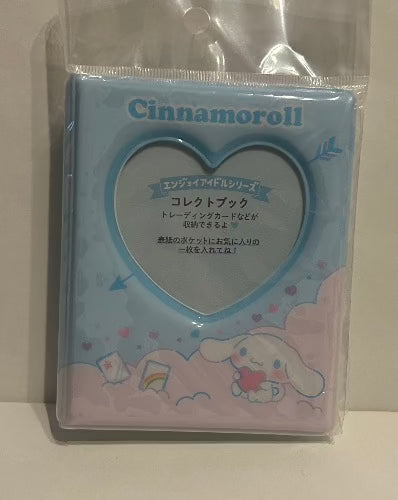 Cinnamoroll
エンジョイアイドルシリーズ
コレクトブック
トレーディングカードなどが
収納できるよ
表紙のポケットにお気に入りの
一枚を入れてね！